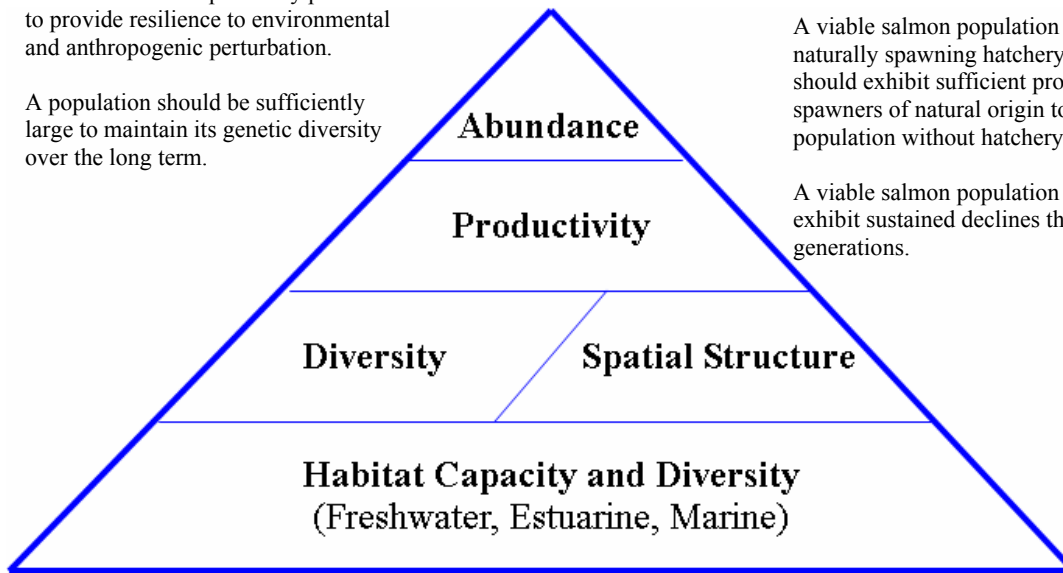 to provide resilience to environmental
and anthropogenic perturbation.
A population should be sufficiently
large to maintain its genetic diversity
over the long term.
A viable salmon population
naturally spawning hatchery
should exhibit sufficient pro
spawners of natural origin to
population without hatchery
A viable salmon population
exhibit sustained declines th
generations.
Abundance
Productivity
Diversity
Spatial Structure
Habitat Capacity and Diversity
(Freshwater, Estuarine, Marine)